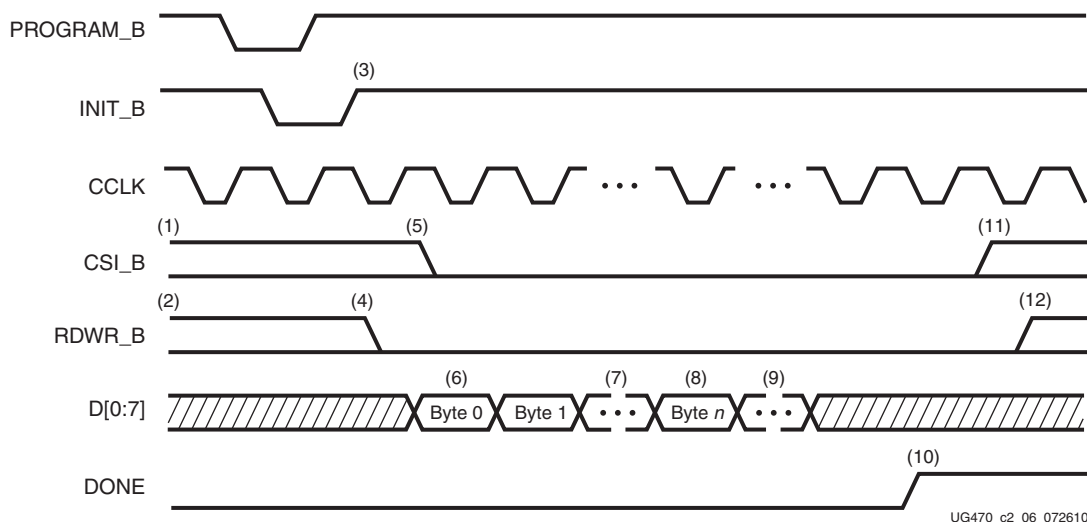 PROGRAM_B
(3)
INIT_B
CCLK
(1) (5) (11)
CSI_B
(2) (4) (12)
RDWR_B
(6) (7) (8) (9)
D[0:7] Byte 0 Byte 1 Byte n
(10)
DONE
UG470_c2_06_072610